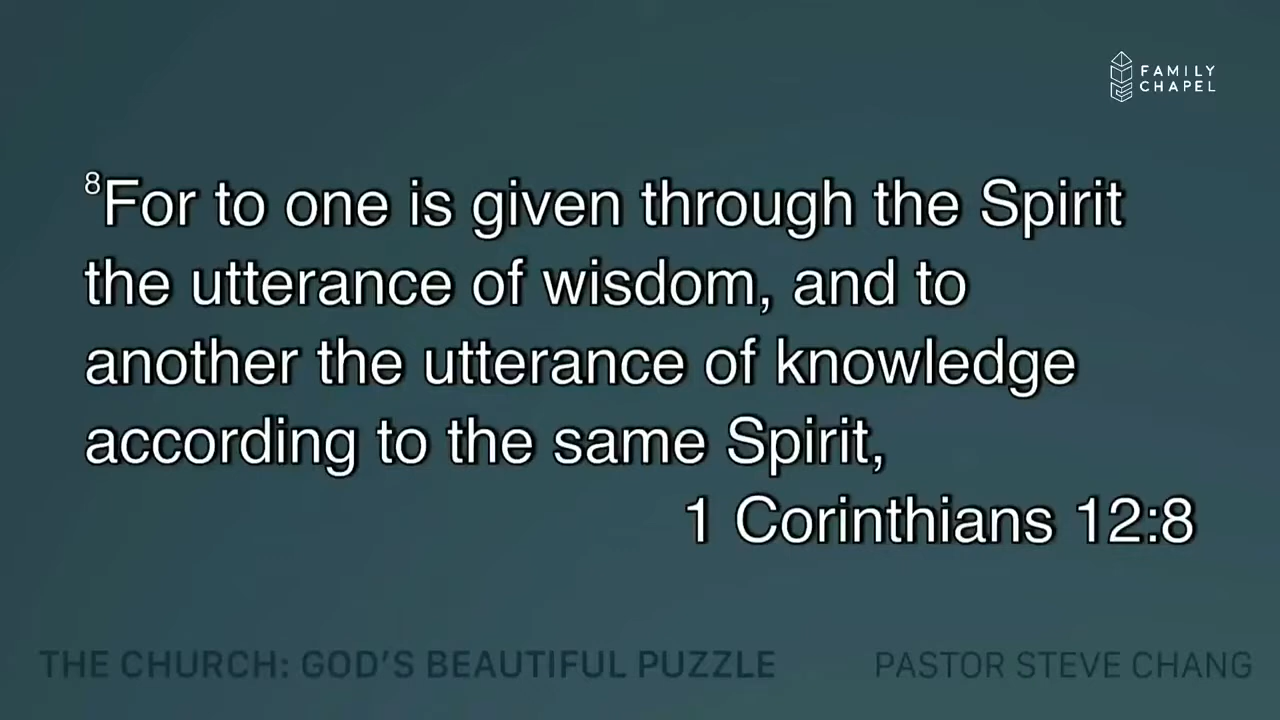 FAMILY
CHAPEL
⁸For to one is given through the Spirit
the utterance of wisdom, and to
another the utterance of knowledge
according to the same Spirit,
1 Corinthians 12:8
THE CHURCH: GOD'S BEAUTIFUL PUZZLE
PASTOR STEVE CHANG